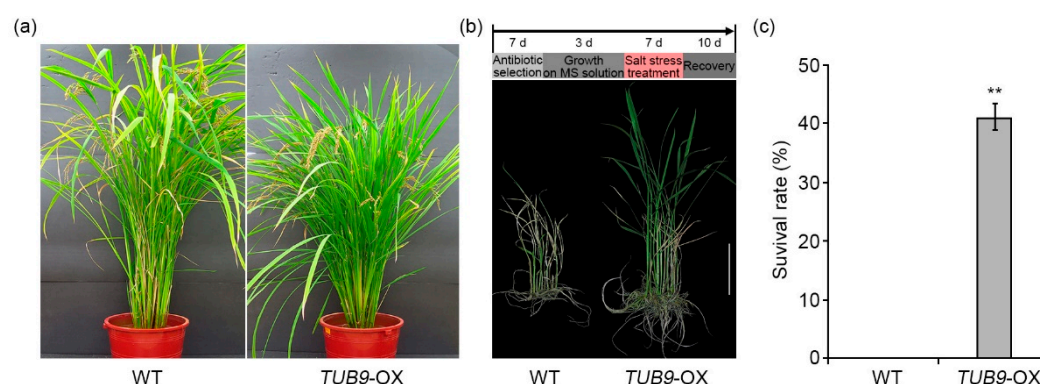 (a)
WT
TUB9-OX
(b)
7 d 3 d 7 d 10 d
Antibiotic selection
Growth on MS solution
Salt stress treatment
Recovery
WT
TUB9-OX
(c)
Suvival rate (%)
50
40
30
20
10
0
**
WT
TUB9-OX